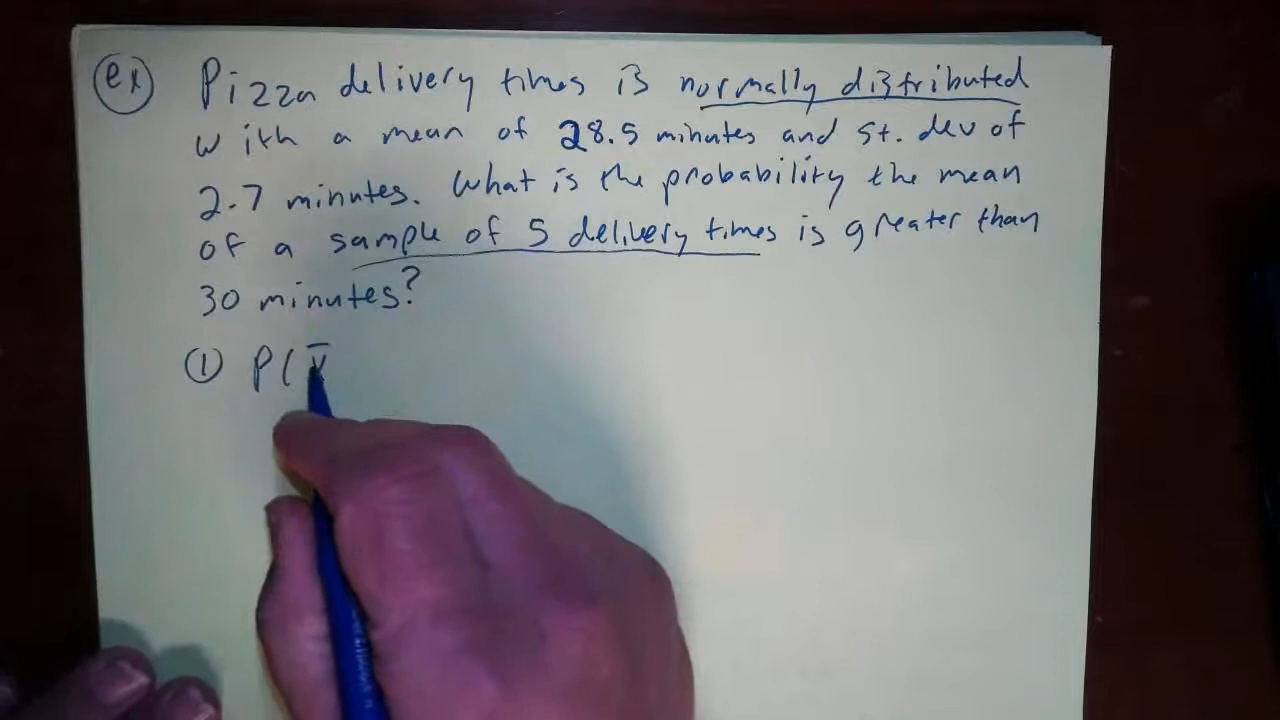 ex Pizza delivery times is normally distributed
with a mean of 28.5 minutes and st. dev of
2.7 minutes. What is the probability the mean
of a sample of 5 delivery times is greater than
30 minutes?
① P( x̄